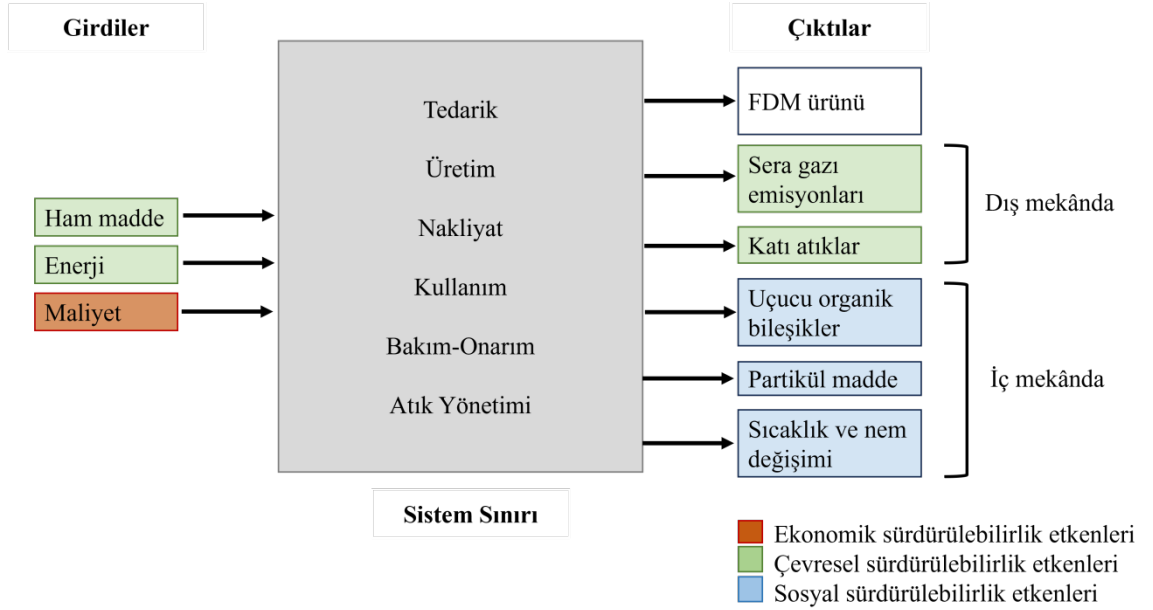 Girdiler
Ham madde
Enerji
Maliyet
Tedarik
Üretim
Nakliyat
Kullanım
Bakım-Onarım
Atık Yönetimi
Sistem Sınırı
Çıktılar
FDM ürünü
Sera gazı
emisyonları
Katı atıklar
Uçucu organik
bileşikler
Partikül madde
Sıcaklık ve nem
değişimi
Dış mekânda
İç mekânda
Ekonomik sürdürülebilirlik etkenleri
Çevresel sürdürülebilirlik etkenleri
Sosyal sürdürülebilirlik etkenleri